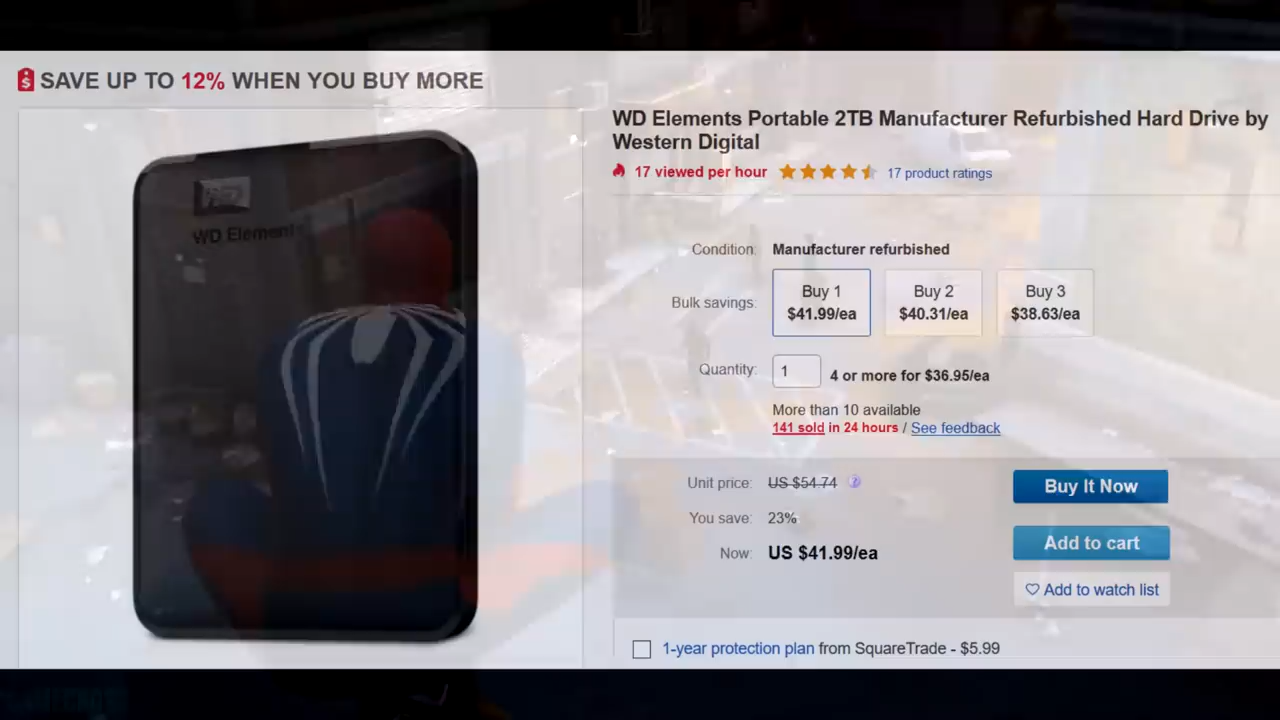 SAVE UP TO 12% WHEN YOU BUY MORE
WD Elements Portable 2TB Manufacturer Refurbished Hard Drive by
Western Digital
17 viewed per hour
17 product ratings
WD
WD Elements
Condition: Manufacturer refurbished
Bulk savings:
Buy 1
$41.99/ea
Buy 2
$40.31/ea
Buy 3
$38.63/ea
Quantity: 1 4 or more for $36.95/ea
More than 10 available
141 sold in 24 hours / See feedback
Unit price: US $54.74 ?
You save: 23%
Now: US $41.99/ea
Buy It Now
Add to cart
Add to watch list
1-year protection plan from SquareTrade - $5.99